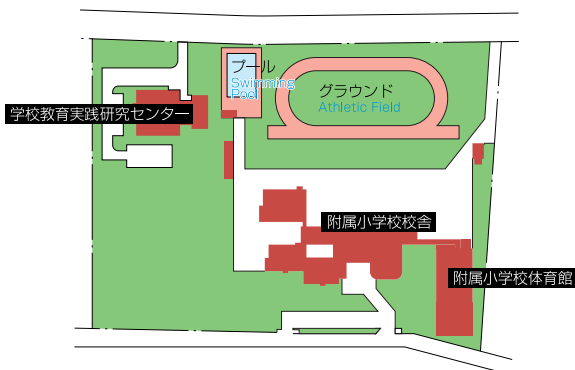 プール
Swimming
Pool
グラウンド
Athletic Field
学校教育実践研究センター
附属小学校校舎
附属小学校体育館